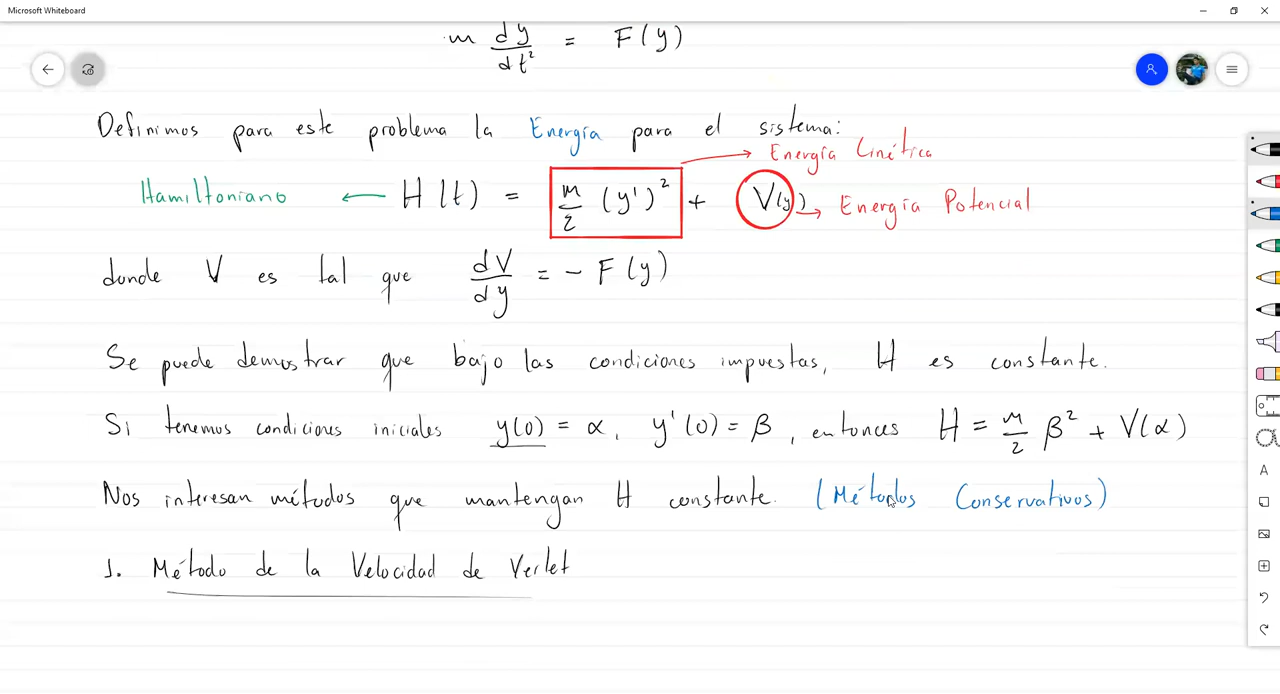 Microsoft Whiteboard
m dy/dt² = F(y)
Definimos para este problema la Energía para el sistema:
Energía Cinética
Hamiltoniano ← H(t) = m/2 (y')² + V(y) → Energía Potencial
donde V es tal que dV/dy = - F(y)
Se puede demostrar que bajo las condiciones impuestas, H es constante.
Si tenemos condiciones iniciales y(0) = α, y'(0) = β, entonces H = m/2 β² + V(α)
Nos interesan métodos que mantengan H constante. (Métodos Conservativos)
1. Método de la Velocidad de Verlet
A